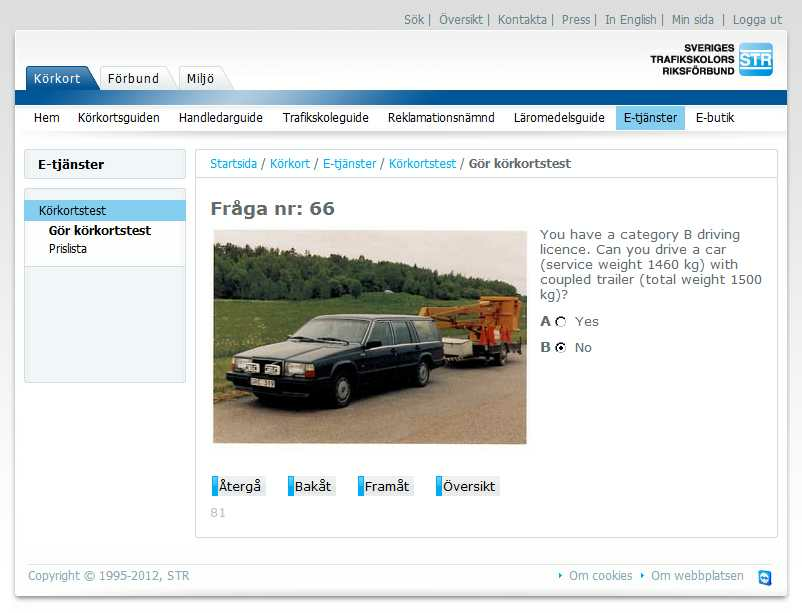 Sök | Översikt | Kontakta | Press | In English | Min sida | Logga ut
SVERIGES
TRAFIKSKOLORS
RIKSFÖRBUND
STR
Körkort Förbund Miljö
Hem Körkortsguiden Handledarguide Trafikskoleguide Reklamationsnämnd Läromedelsguide E-tjänster E-butik
E-tjänster
Körkortstest
Gör körkortstest
Prislista
Startsida / Körkort / E-tjänster / Körkortstest / Gör körkortstest
Fråga nr: 66
You have a category B driving
licence. Can you drive a car
(service weight 1460 kg) with
coupled trailer (total weight 1500
kg)?
A Yes
B No
Återgå Bakåt Framåt Översikt
81
Copyright © 1995-2012, STR
Om cookies Om webbplatsen